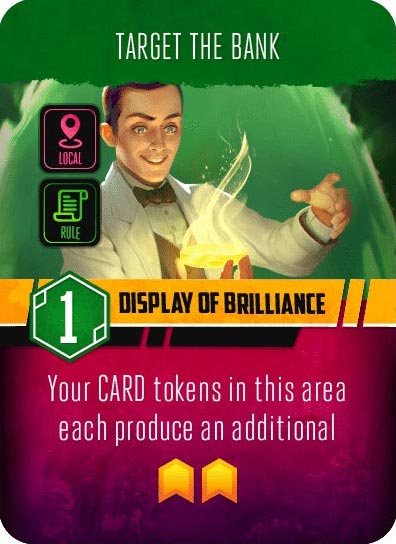 TARGET THE BANK
LOCAL
RULE
1
DISPLAY OF BRILLIANCE
Your CARD tokens in this area
each produce an additional